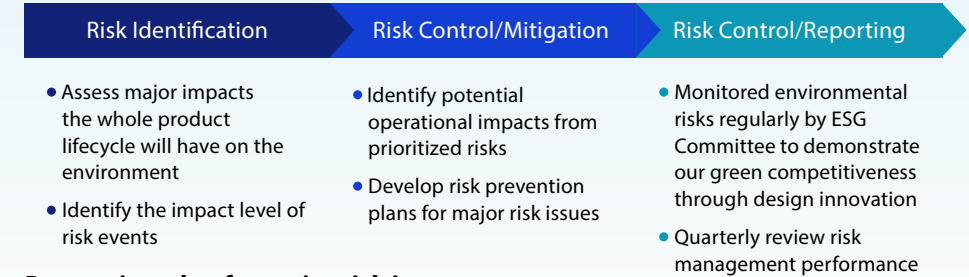 Risk Identification
Risk Control/Mitigation
Risk Control/Reporting
• Assess major impacts
the whole product
lifecycle will have on the
environment
• Identify the impact level of
risk events
• Identify potential
operational impacts from
prioritized risks
• Develop risk prevention
plans for major risk issues
• Monitored environmental
risks regularly by ESG
Committee to demonstrate
our green competitiveness
through design innovation
• Quarterly review risk
management performance